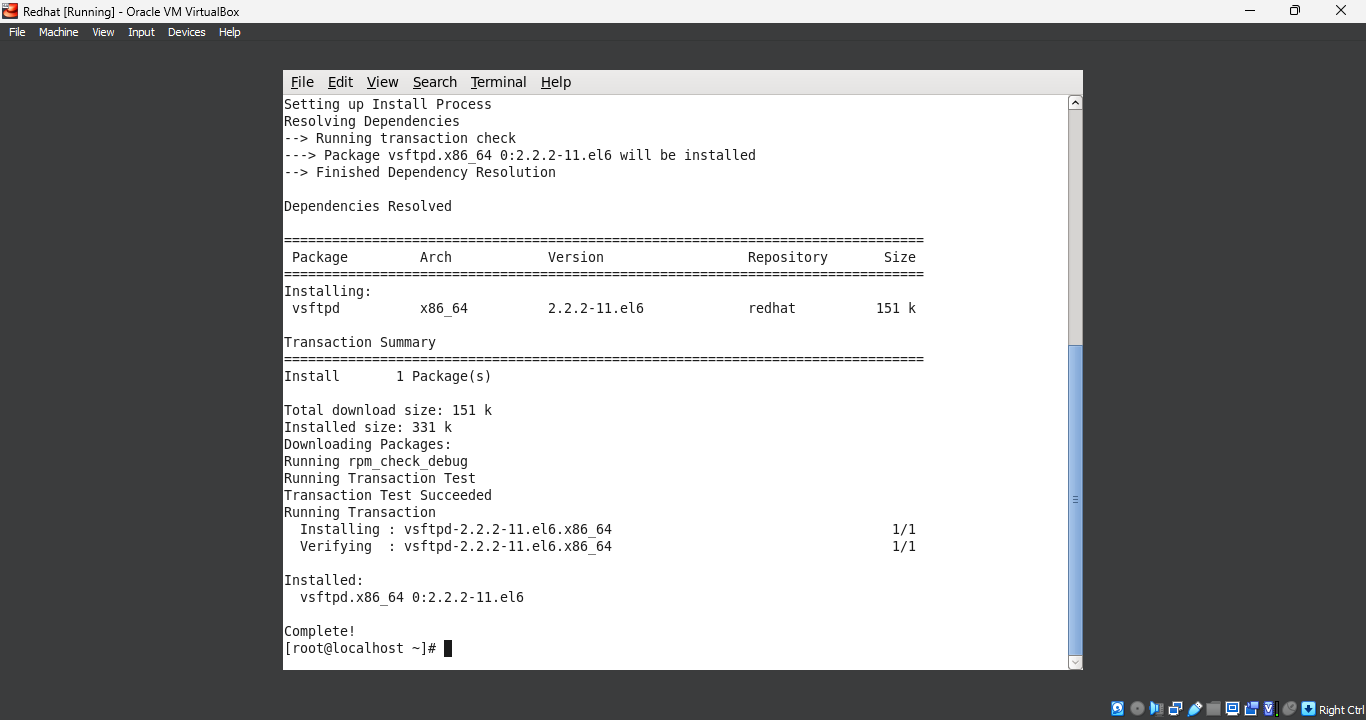 Redhat [Running] - Oracle VM VirtualBox
File Machine View Input Devices Help
File Edit View Search Terminal Help
Setting up Install Process
Resolving Dependencies
--> Running transaction check
---> Package vsftpd.x86_64 0:2.2.2-11.el6 will be installed
--> Finished Dependency Resolution
Dependencies Resolved
================================================================================
Package Arch Version Repository Size
================================================================================
Installing:
vsftpd x86_64 2.2.2-11.el6 redhat 151 k
Transaction Summary
================================================================================
Install 1 Package(s)
Total download size: 151 k
Installed size: 331 k
Downloading Packages:
Running rpm_check_debug
Running Transaction Test
Transaction Test Succeeded
Running Transaction
Installing : vsftpd-2.2.2-11.el6.x86_64 1/1
Verifying : vsftpd-2.2.2-11.el6.x86_64 1/1
Installed:
vsftpd.x86_64 0:2.2.2-11.el6
Complete!
[root@localhost ~]#
Right Ctrl